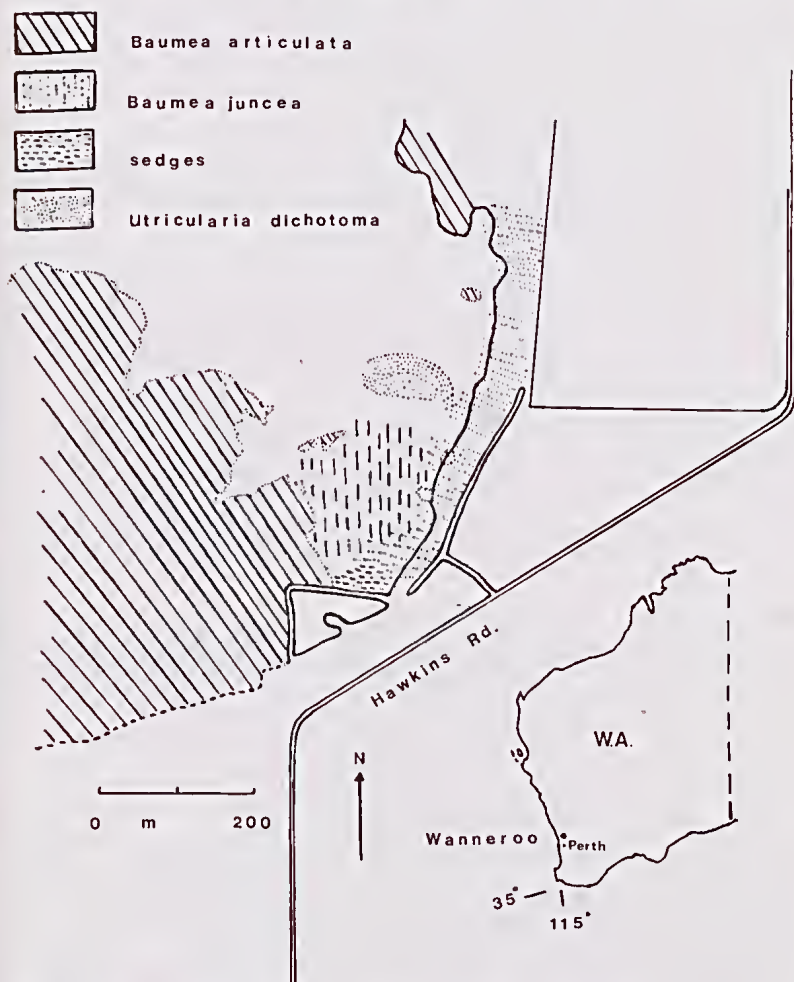 Baumea articulata
Baumea juncea
sedges
Utricularia dichotoma
Hawkins Rd.
N
0 m 200
W.A.
Wanneroo
Perth
35°
115°